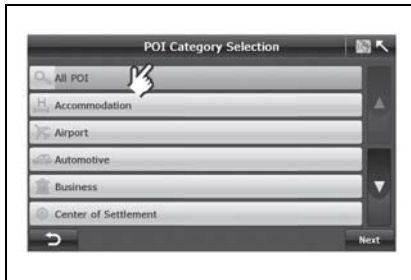 POI Category Selection
All POI
Accommodation
Airport
Automotive
Business
Center of Settlement
Next